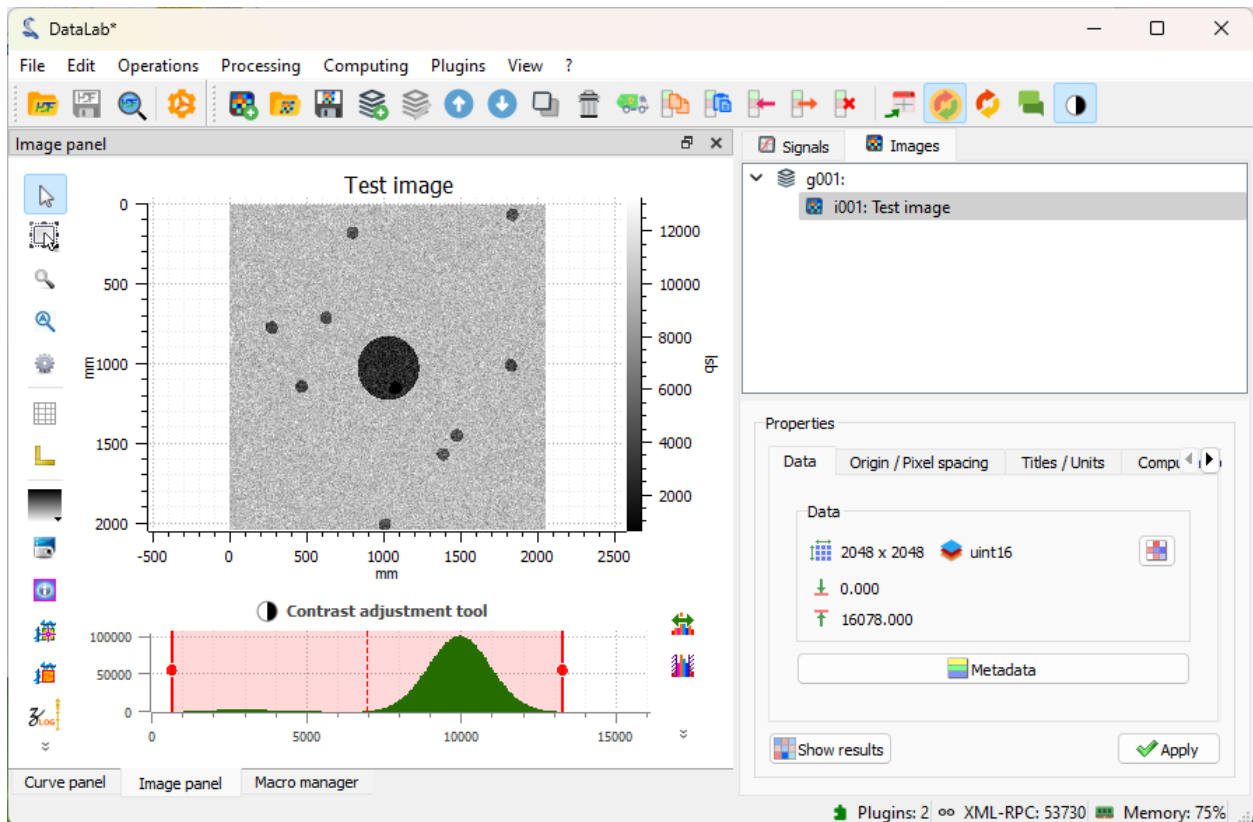 DataLab*
File Edit Operations Processing Computing Plugins View ?
Image panel
Signals Images
g001:
i001: Test image
Test image
0
500
1000
1500
2000
mm
-500 0 500 1000 1500 2000 2500
mm
12000
10000
8000
6000
4000
2000
lsb
Contrast adjustment tool
100000
50000
0
0 5000 10000 15000
LOG
Curve panel Image panel Macro manager
Properties
Data Origin / Pixel spacing Titles / Units
Data
2048 x 2048 uint16
0.000
16078.000
Metadata
Show results Apply
Plugins: 2 XML-RPC: 53730 Memory: 75%